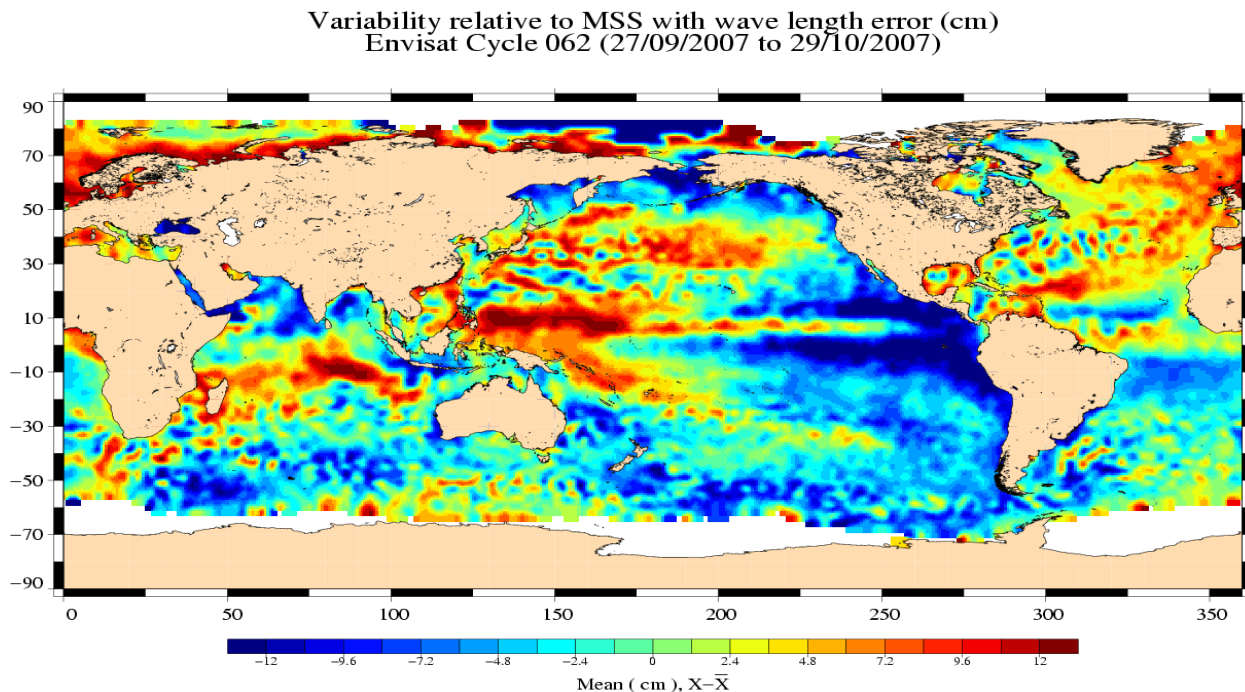 Variability relative to MSS with wave length error (cm)
Envisat Cycle 062 (27/09/2007 to 29/10/2007)
90
70
50
30
10
−10
−30
−50
−70
−90
0 50 100 150 200 250 300 350
−12 −9.6 −7.2 −4.8 −2.4 0 2.4 4.8 7.2 9.6 12
Mean ( cm ), X−X̅